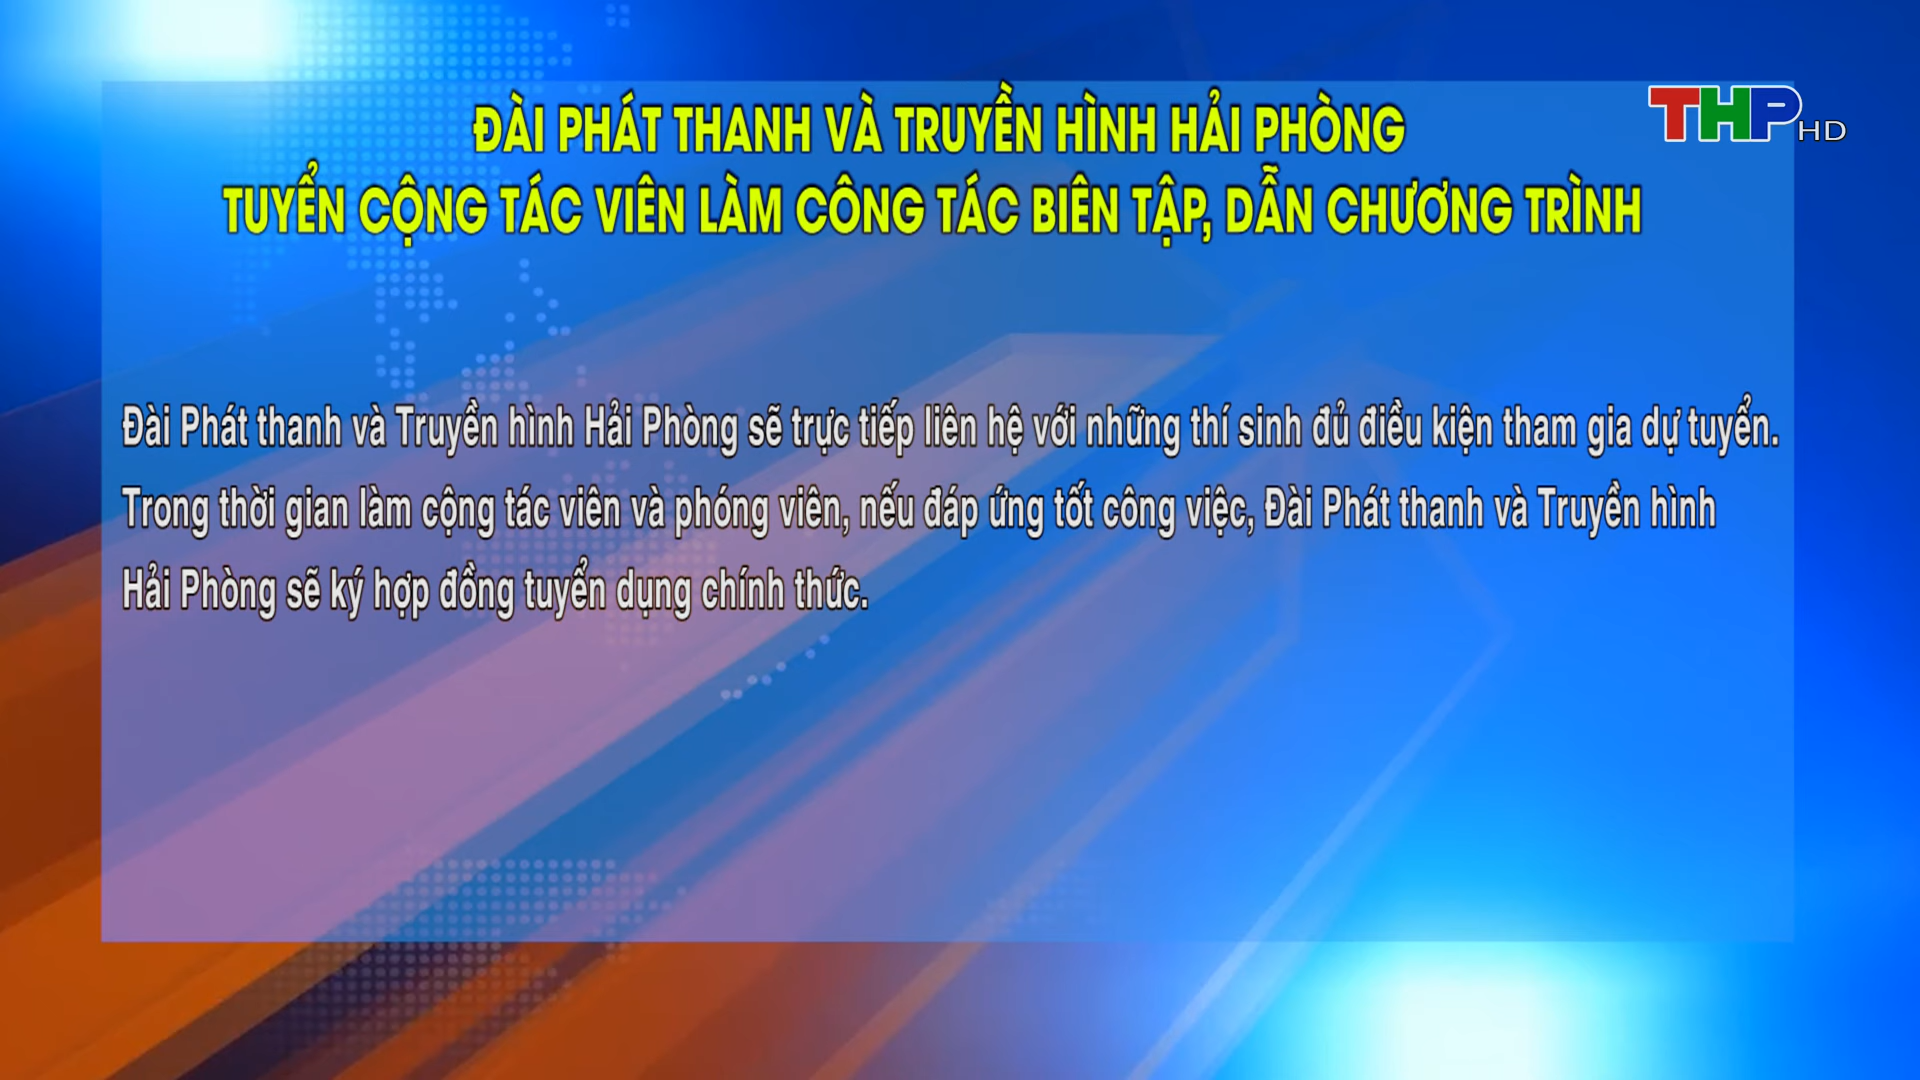 ĐÀI PHÁT THANH VÀ TRUYỀN HÌNH HẢI PHÒNG
THP HD
TUYỂN CỘNG TÁC VIÊN LÀM CÔNG TÁC BIÊN TẬP, DẪN CHƯƠNG TRÌNH
Đài Phát thanh và Truyền hình Hải Phòng sẽ trực tiếp liên hệ với những thí sinh đủ điều kiện tham gia dự tuyển.
Trong thời gian làm cộng tác viên và phóng viên, nếu đáp ứng tốt công việc, Đài Phát thanh và Truyền hình
Hải Phòng sẽ ký hợp đồng tuyển dụng chính thức.